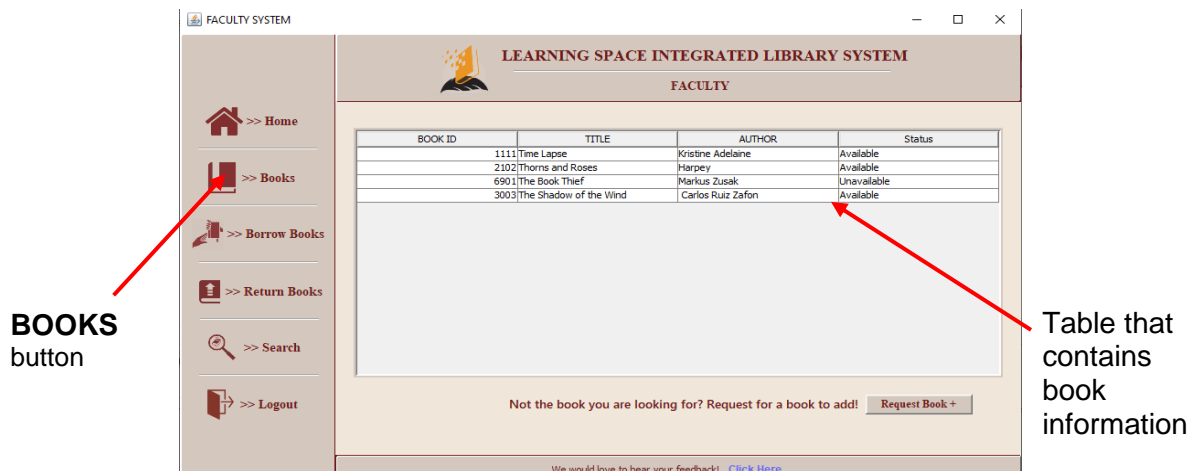 FACULTY SYSTEM
LEARNING SPACE INTEGRATED LIBRARY SYSTEM
FACULTY
>> Home
>> Books
>> Borrow Books
>> Return Books
>> Search
>> Logout
BOOK ID TITLE AUTHOR Status
1111 Time Lapse Kristine Adelaine Available
2102 Thorns and Roses Harpey Available
6901 The Book Thief Markus Zusak Unavailable
3003 The Shadow of the Wind Carlos Ruiz Zafon Available
Not the book you are looking for? Request for a book to add! Request Book +
We would love to hear your feedback! Click Here
BOOKS
button
Table that
contains
book
information